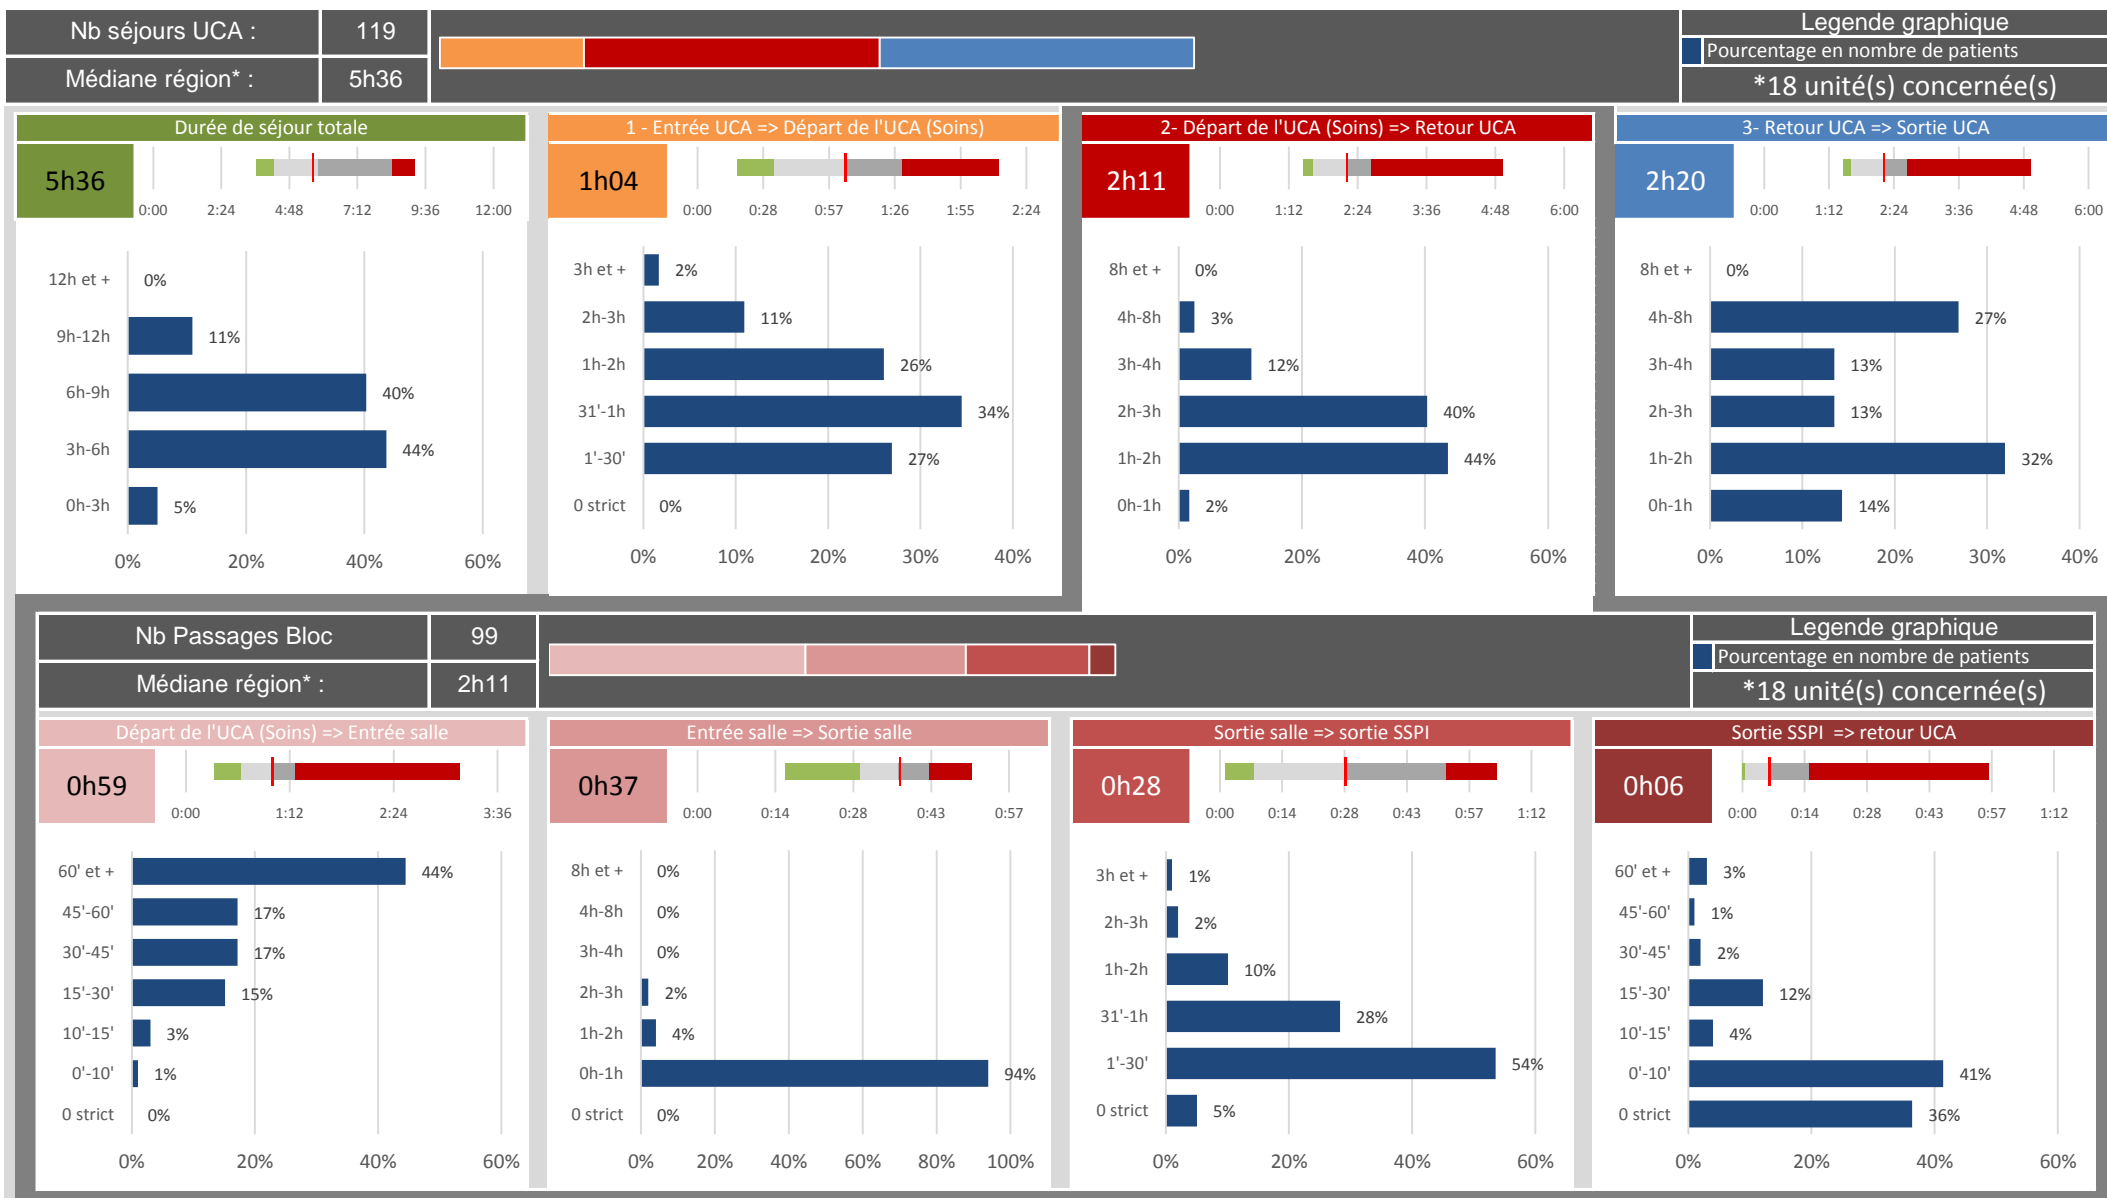 Nb séjours UCA : 119
Médiane région* : 5h36
Legende graphique
Pourcentage en nombre de patients
*18 unité(s) concernée(s)
Durée de séjour totale
5h36
0:00 2:24 4:48 7:12 9:36 12:00
12h et + 0%
9h-12h 11%
6h-9h 40%
3h-6h 44%
0h-3h 5%
0% 20% 40% 60%
1 - Entrée UCA => Départ de l'UCA (Soins)
1h04
0:00 0:28 0:57 1:26 1:55 2:24
3h et + 2%
2h-3h 11%
1h-2h 26%
31'-1h 34%
1'-30' 27%
0 strict 0%
0% 10% 20% 30% 40%
2- Départ de l'UCA (Soins) => Retour UCA
2h11
0:00 1:12 2:24 3:36 4:48 6:00
8h et + 0%
4h-8h 3%
3h-4h 12%
2h-3h 40%
1h-2h 44%
0h-1h 2%
0% 20% 40% 60%
3- Retour UCA => Sortie UCA
2h20
0:00 1:12 2:24 3:36 4:48 6:00
8h et + 0%
4h-8h 27%
3h-4h 13%
2h-3h 13%
1h-2h 32%
0h-1h 14%
0% 10% 20% 30% 40%
Nb Passages Bloc 99
Médiane région* : 2h11
Legende graphique
Pourcentage en nombre de patients
*18 unité(s) concernée(s)
Départ de l'UCA (Soins) => Entrée salle
0h59
0:00 1:12 2:24 3:36
60' et + 44%
45'-60' 17%
30'-45' 17%
15'-30' 15%
10'-15' 3%
0'-10' 1%
0 strict 0%
0% 20% 40% 60%
Entrée salle => Sortie salle
0h37
0:00 0:14 0:28 0:43 0:57
8h et + 0%
4h-8h 0%
3h-4h 0%
2h-3h 2%
1h-2h 4%
0h-1h 94%
0 strict 0%
0% 20% 40% 60% 80% 100%
Sortie salle => sortie SSPI
0h28
0:00 0:14 0:28 0:43 0:57 1:12
3h et + 1%
2h-3h 2%
1h-2h 10%
31'-1h 28%
1'-30' 54%
0 strict 5%
0% 20% 40% 60%
Sortie SSPI => retour UCA
0h06
0:00 0:14 0:28 0:43 0:57 1:12
60' et + 3%
45'-60' 1%
30'-45' 2%
15'-30' 12%
10'-15' 4%
0'-10' 41%
0 strict 36%
0% 20% 40% 60%